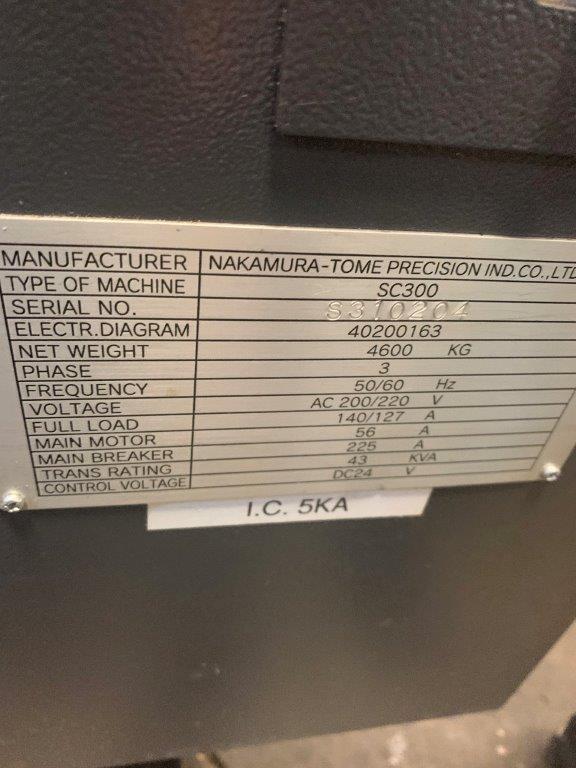 MANUFACTURER NAKAMURA-TOME PRECISION IND.CO.,LTD
TYPE OF MACHINE SC300
SERIAL NO. S310204
ELECTR.DIAGRAM 40200163
NET WEIGHT 4600 KG
PHASE 3
FREQUENCY 50/60 Hz
VOLTAGE AC 200/220 V
FULL LOAD 140/127 A
MAIN MOTOR 56 A
MAIN BREAKER 225 A
TRANS RATING 43 KVA
CONTROL VOLTAGE DC24 V
I.C. 5KA